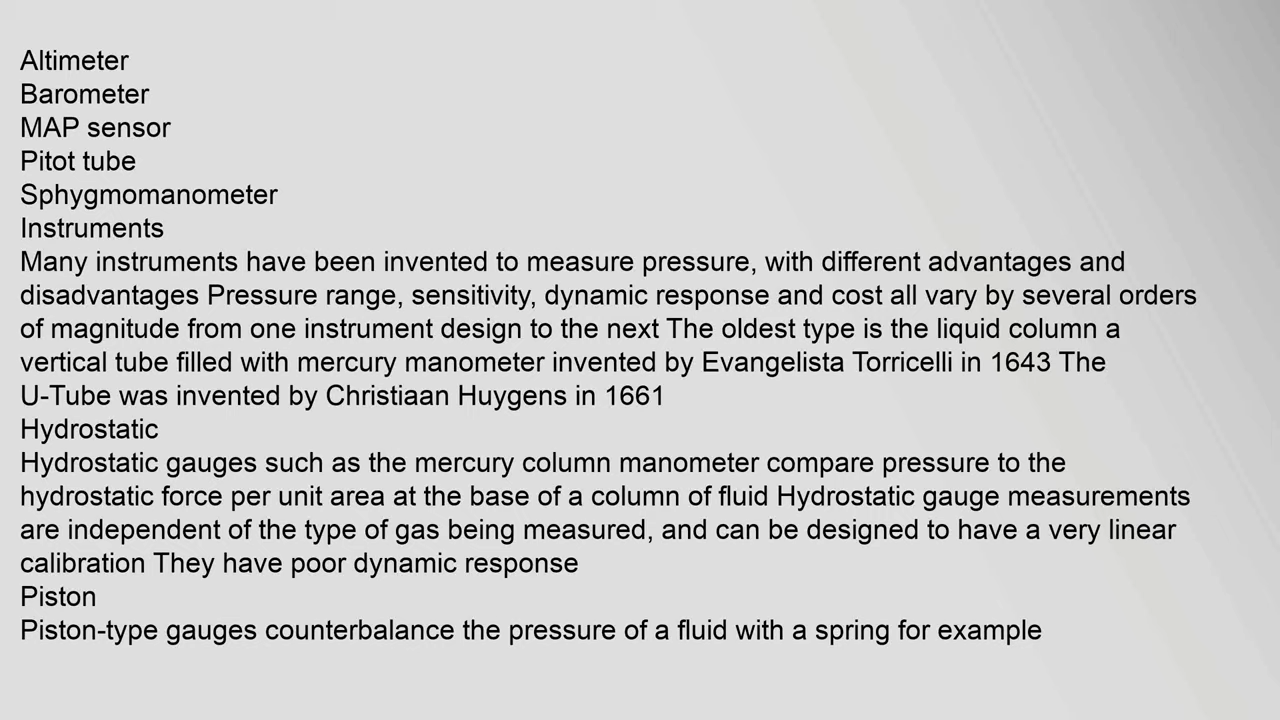 Altimeter
Barometer
MAP sensor
Pitot tube
Sphygmomanometer
Instruments
Many instruments have been invented to measure pressure, with different advantages and
disadvantages Pressure range, sensitivity, dynamic response and cost all vary by several orders
of magnitude from one instrument design to the next The oldest type is the liquid column a
vertical tube filled with mercury manometer invented by Evangelista Torricelli in 1643 The
U-Tube was invented by Christiaan Huygens in 1661
Hydrostatic
Hydrostatic gauges such as the mercury column manometer compare pressure to the
hydrostatic force per unit area at the base of a column of fluid Hydrostatic gauge measurements
are independent of the type of gas being measured, and can be designed to have a very linear
calibration They have poor dynamic response
Piston
Piston-type gauges counterbalance the pressure of a fluid with a spring for example